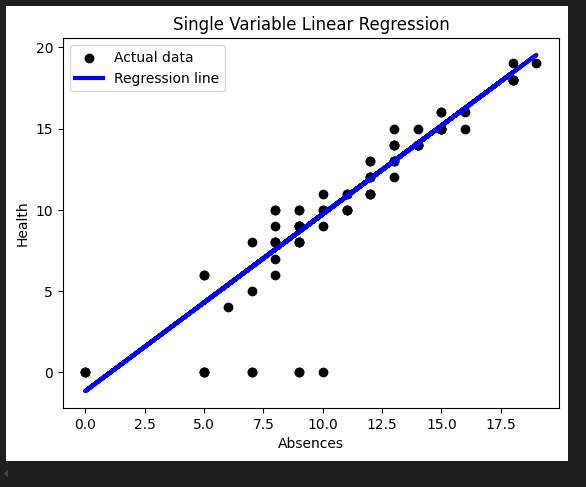 Single Variable Linear Regression
Actual data
Regression line
Health
20
15
10
5
0
0.0 2.5 5.0 7.5 10.0 12.5 15.0 17.5
Absences